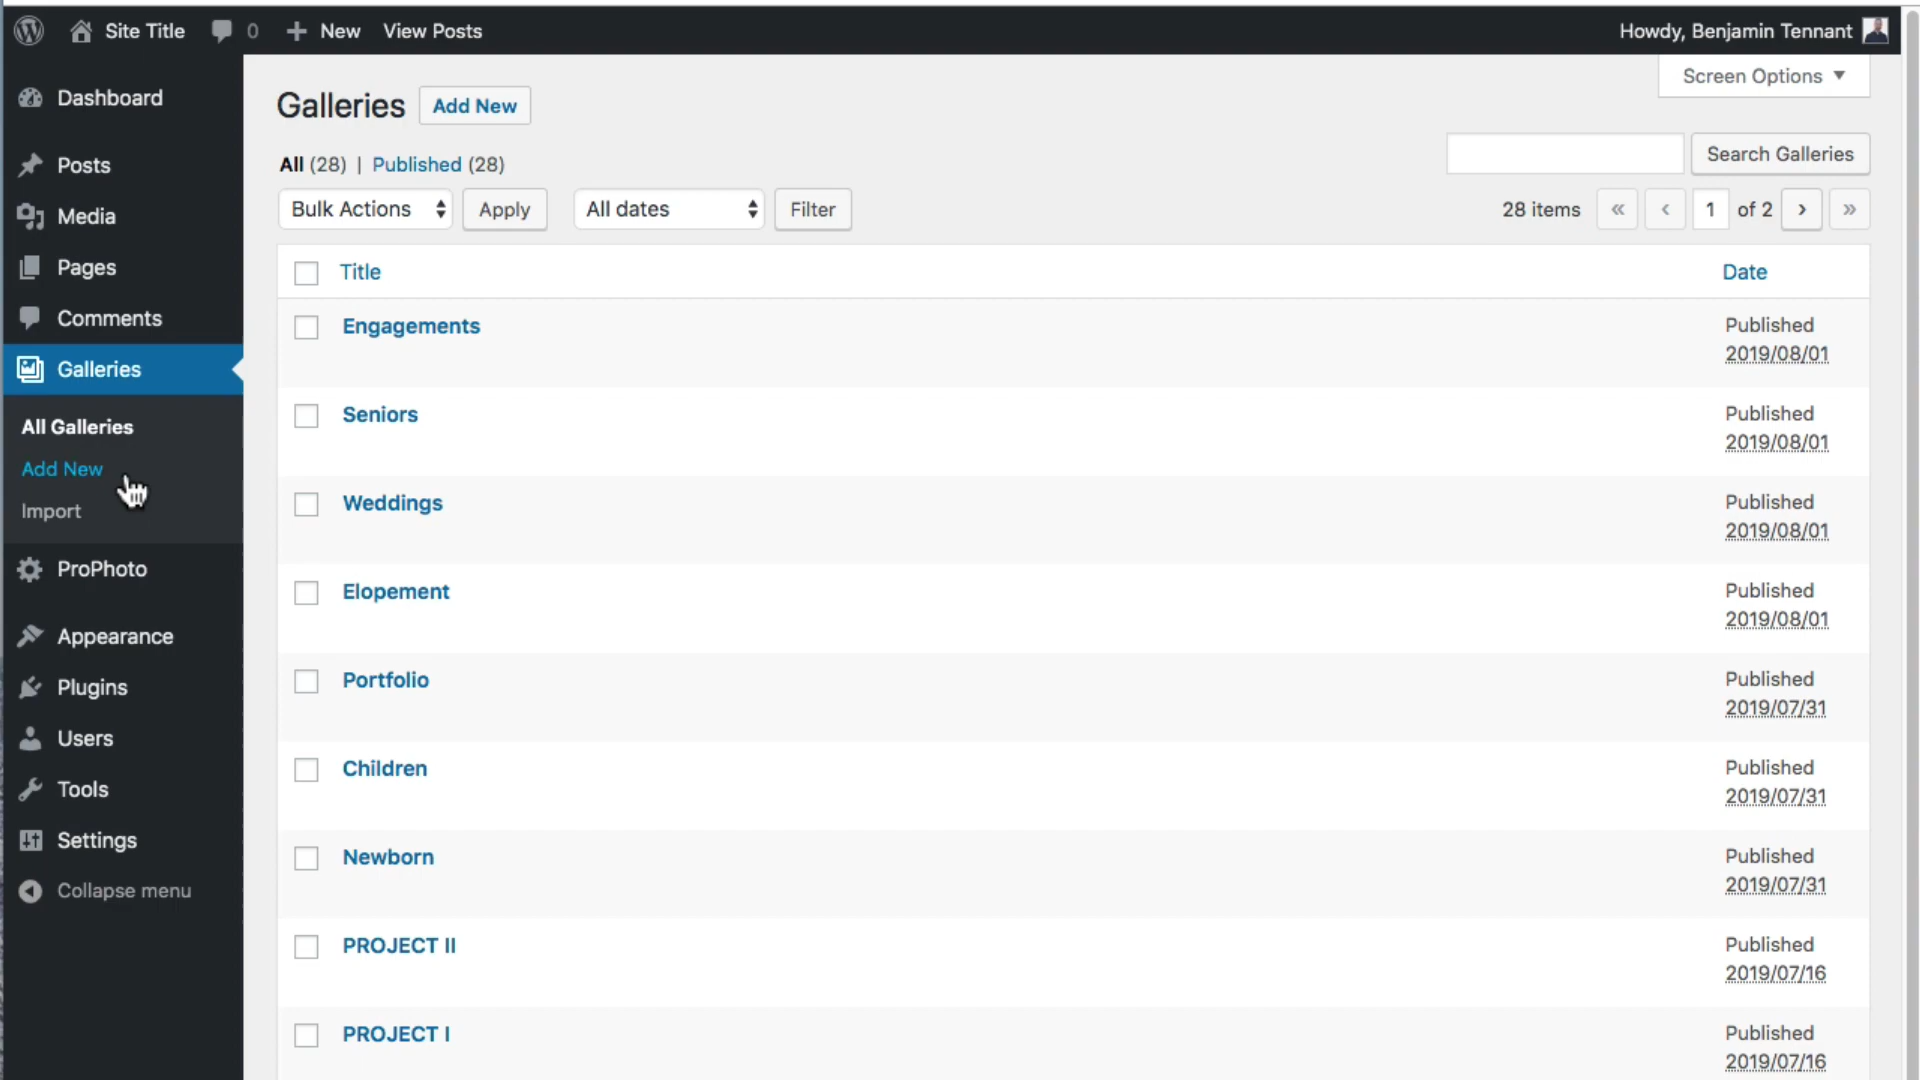 Site Title 0 New View Posts Howdy, Benjamin Tennant
Screen Options
Dashboard
Posts
Media
Pages
Comments
Galleries
All Galleries
Add New
Import
ProPhoto
Appearance
Plugins
Users
Tools
Settings
Collapse menu
Galleries Add New
All (28) | Published (28)
Search Galleries
Bulk Actions Apply All dates Filter 28 items « ‹ 1 of 2 › »
Title Date
Engagements Published
2019/08/01
Seniors Published
2019/08/01
Weddings Published
2019/08/01
Elopement Published
2019/08/01
Portfolio Published
2019/07/31
Children Published
2019/07/31
Newborn Published
2019/07/31
PROJECT II Published
2019/07/16
PROJECT I Published
2019/07/16